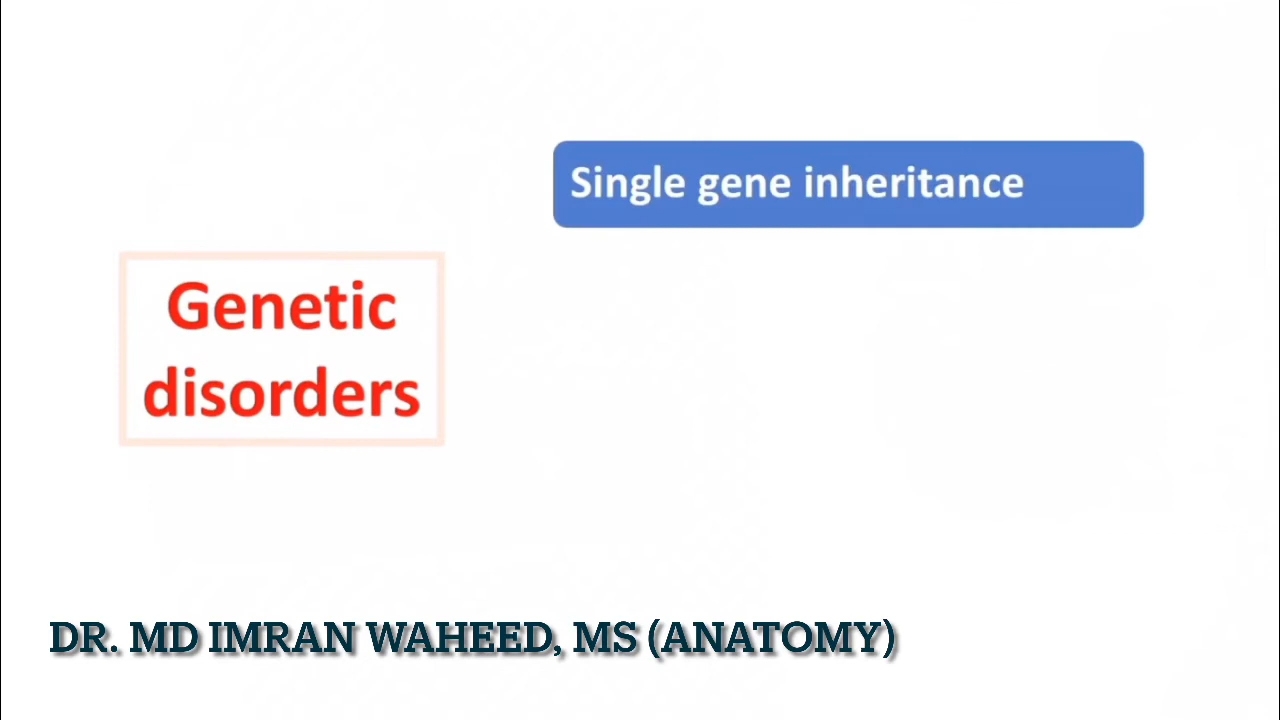 Single gene inheritance
Genetic
disorders
DR. MD IMRAN WAHEED, MS (ANATOMY)